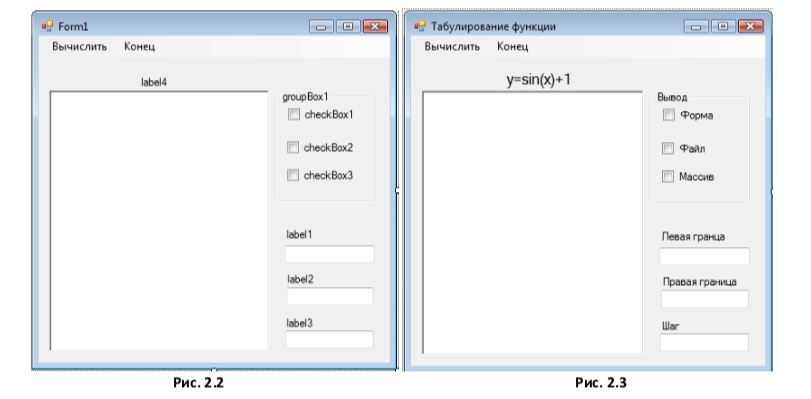 Form1
Вычислить Конец
label4
groupBox1
checkBox1
checkBox2
checkBox3
label1
label2
label3
Рис. 2.2
Табулирование функции
Вычислить Конец
y=sin(x)+1
Вывод
Форма
Файл
Массив
Левая гранца
Правая граница
Шаг
Рис. 2.3